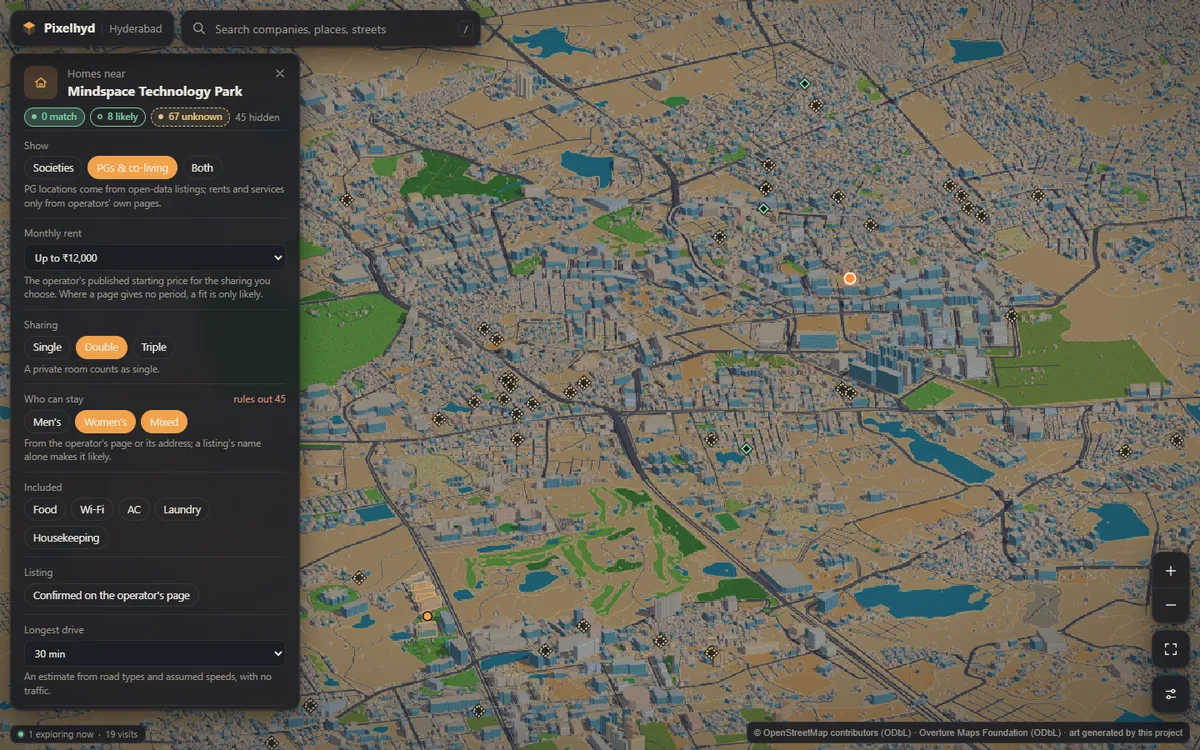 Pixelhyd Hyderabad
Search companies, places, streets /
Homes near
Mindspace Technology Park
0 match 8 likely 67 unknown 45 hidden
Show
Societies PGs & co-living Both
PG locations come from open-data listings; rents and services
only from operators' own pages.
Monthly rent
Up to ₹12,000
The operator's published starting price for the sharing you
choose. Where a page gives no period, a fit is only likely.
Sharing
Single Double Triple
A private room counts as single.
Who can stay rules out 45
Men's Women's Mixed
From the operator's page or its address; a listing's name
alone makes it likely.
Included
Food Wi-Fi AC Laundry
Housekeeping
Listing
Confirmed on the operator's page
Longest drive
30 min
An estimate from road types and assumed speeds, with no
traffic.
1 exploring now · 19 visits
© OpenStreetMap contributors (ODbL) · Overture Maps Foundation (ODbL) · art generated by this project